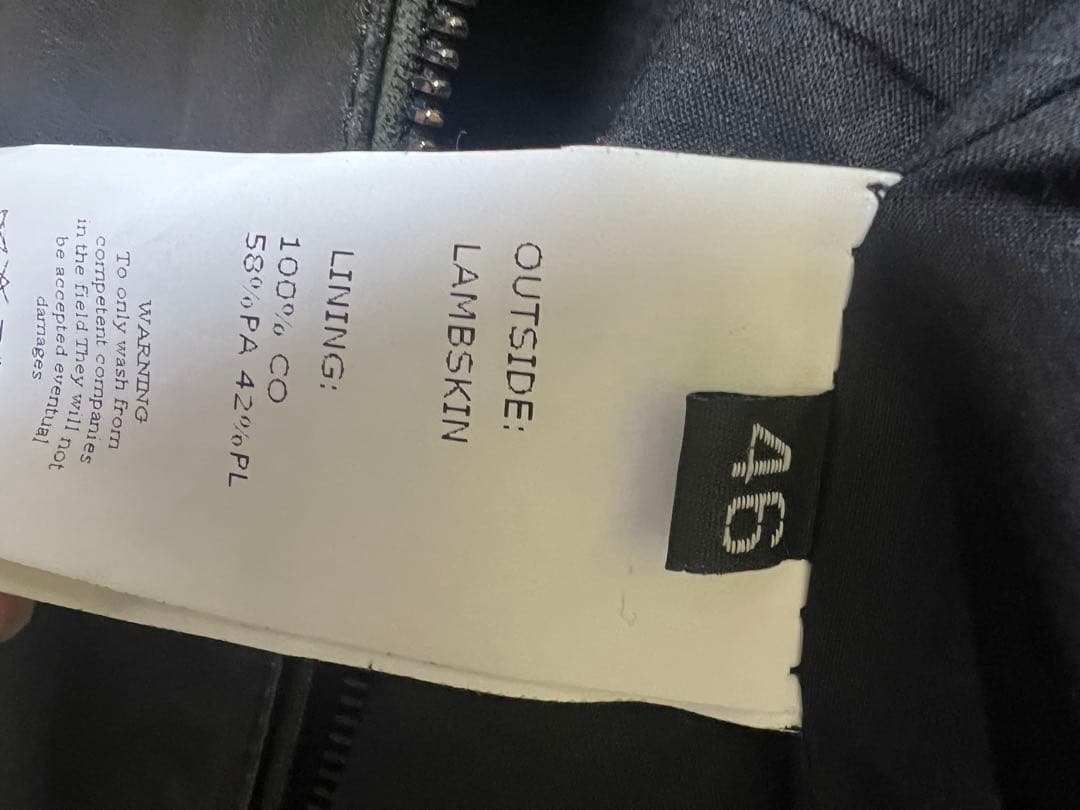 46
OUTSIDE:
LAMBSKIN
LINING:
100% CO
58%PA 42%PL
WARNING
To only wash from
competent companies
in the field They will not
be accepted eventual
damages